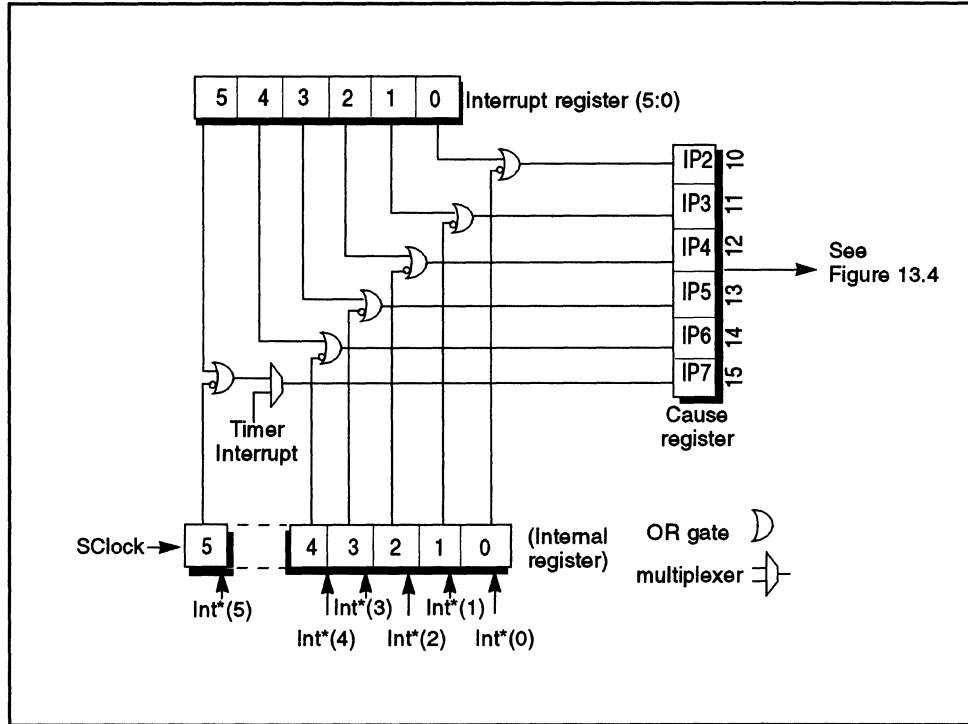 5 4 3 2 1 0 Interrupt register (5:0)
IP2 10
IP3 11
IP4 12
IP5 13
IP6 14
IP7 15
See
Figure 13.4
Cause
register
Timer
Interrupt
SClock
5 4 3 2 1 0
(Internal
register)
OR gate
multiplexer
Int*(5)
Int*(3) Int*(1)
Int*(4) Int*(2) Int*(0)